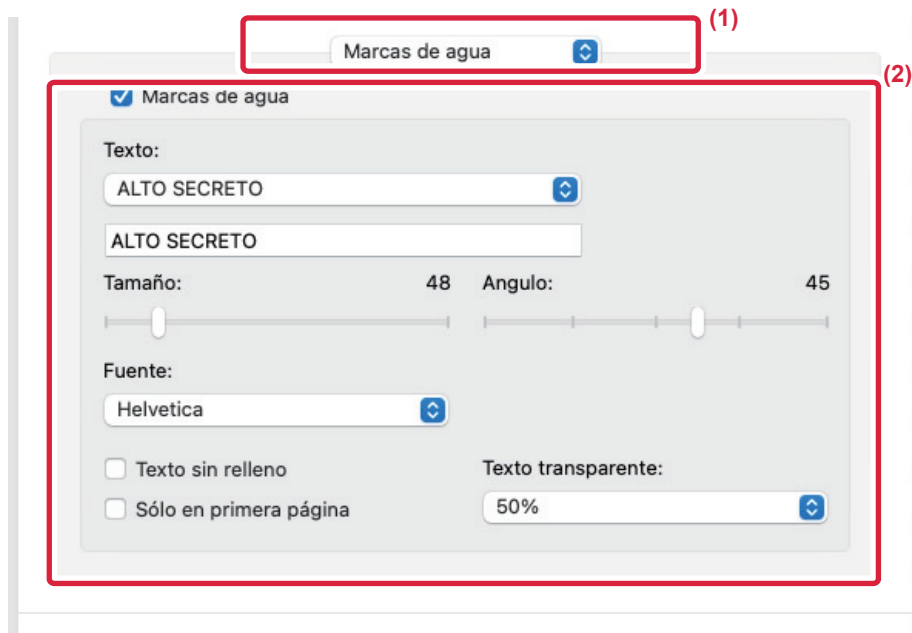 (1)
Marcas de agua
(2)
Marcas de agua
Texto:
ALTO SECRETO
ALTO SECRETO
Tamaño: 48 Angulo: 45
Fuente:
Helvetica
Texto sin relleno Texto transparente:
Sólo en primera página 50%